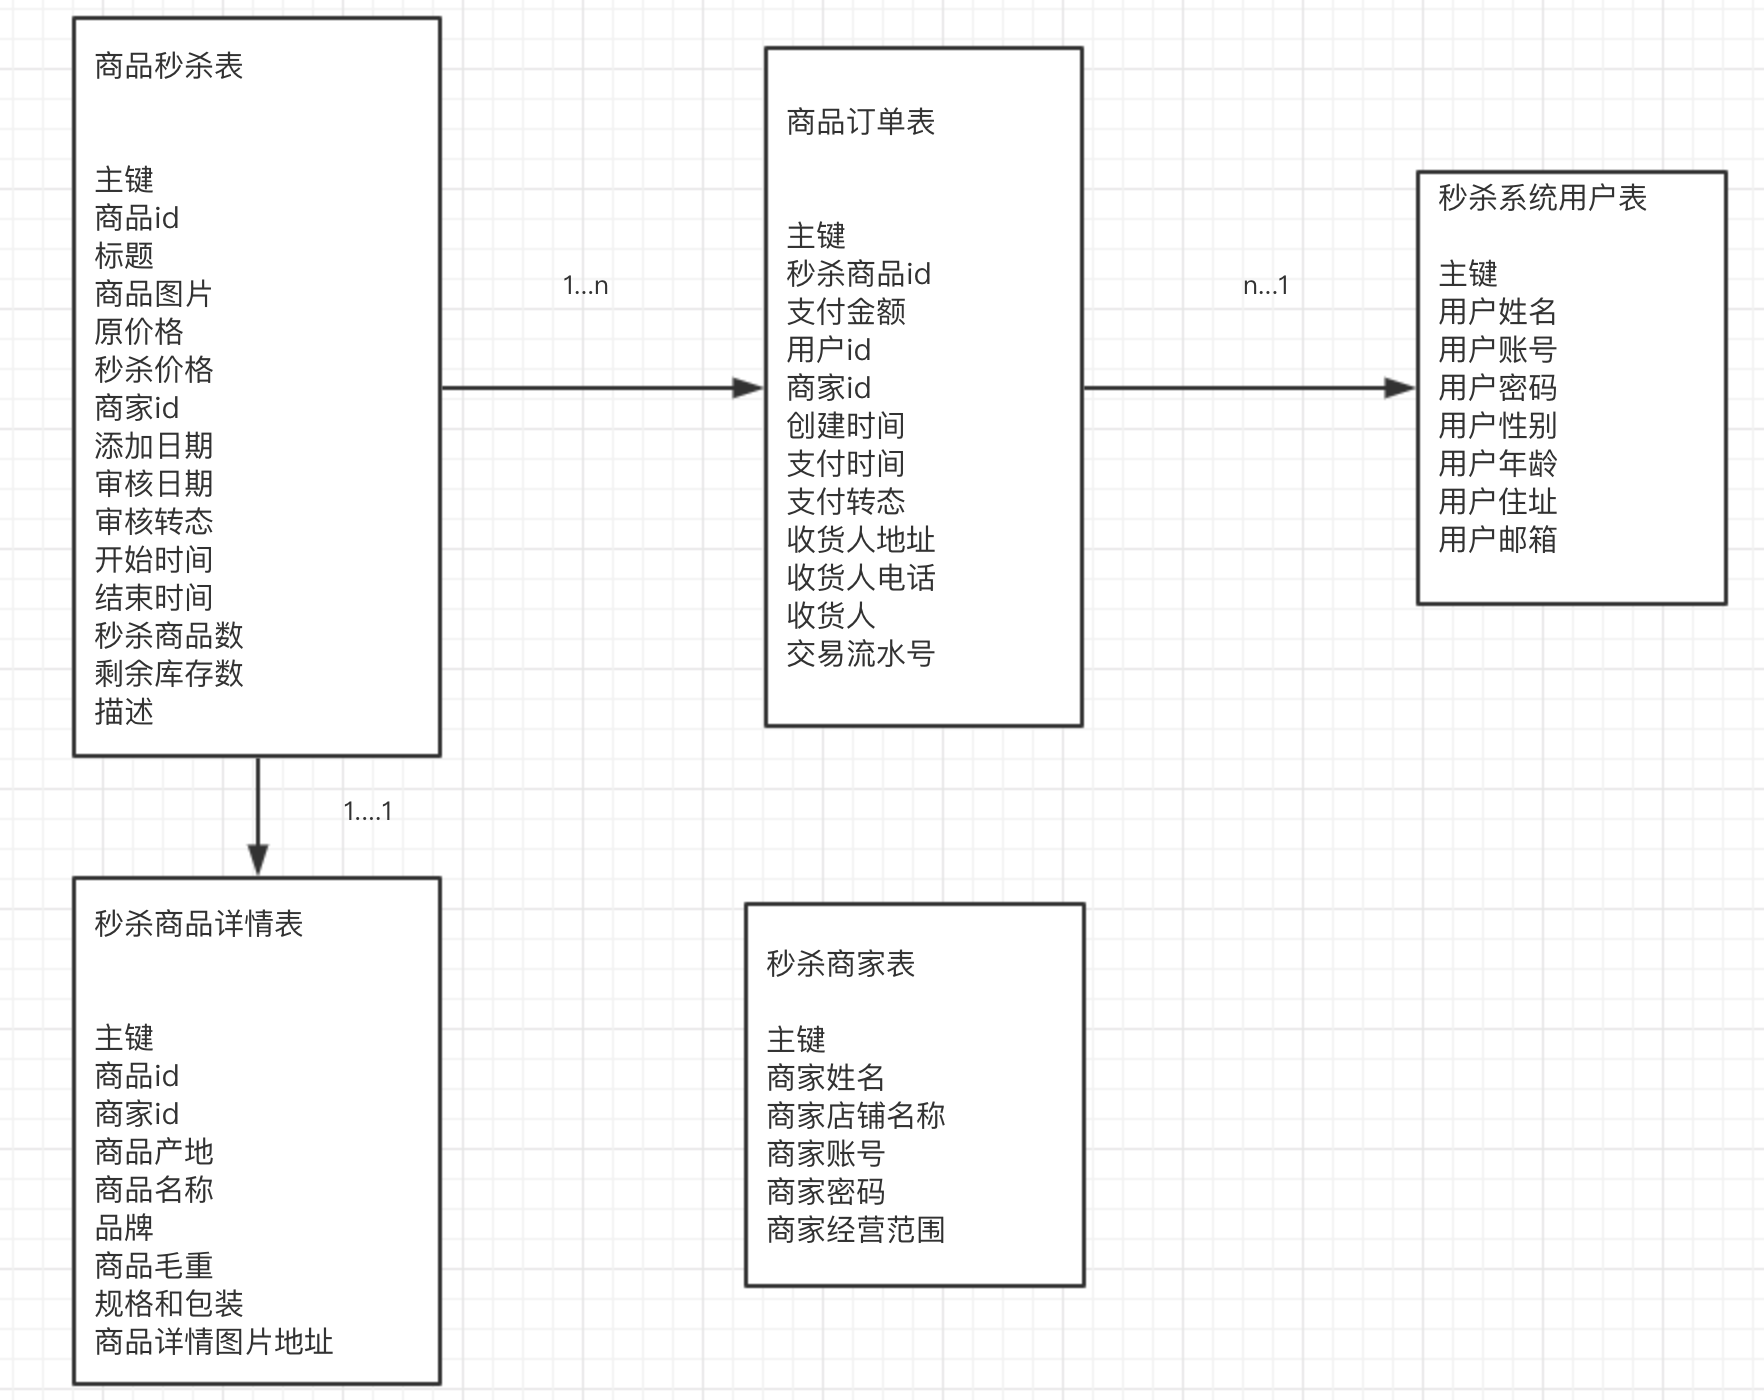 商品秒杀表
主键
商品id
标题
商品图片
原价格
秒杀价格
商家id
添加日期
审核日期
审核转态
开始时间
结束时间
秒杀商品数
剩余库存数
描述
1...n
商品订单表
主键
秒杀商品id
支付金额
用户id
商家id
创建时间
支付时间
支付转态
收货人地址
收货人电话
收货人
交易流水号
n...1
秒杀系统用户表
主键
用户姓名
用户账号
用户密码
用户性别
用户年龄
用户住址
用户邮箱
1....1
秒杀商品详情表
主键
商品id
商家id
商品产地
商品名称
品牌
商品毛重
规格和包装
商品详情图片地址
秒杀商家表
主键
商家姓名
商家店铺名称
商家账号
商家密码
商家经营范围